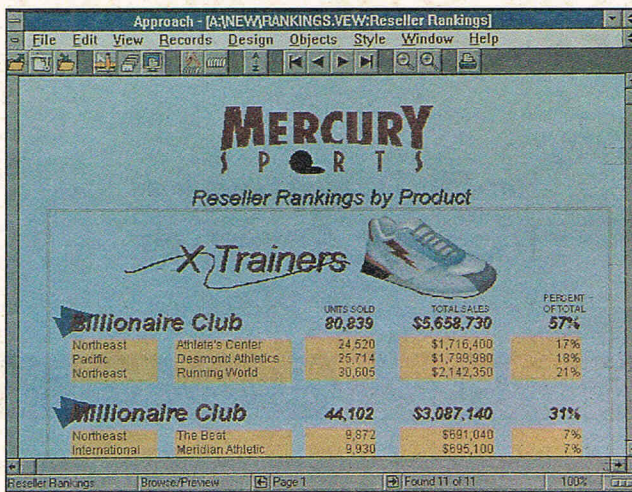 Approach - [A:\NEW\RANKINGS.VEW:Reseller Rankings]
File Edit View Records Design Objects Style Window Help
MERCURY
SPORTS
Reseller Rankings by Product
X Trainers
UNITS SOLD TOTAL SALES PERCENT OF TOTAL
Billionaire Club 80,839 $5,658,730 57%
Northeast Athlete's Center 24,520 $1,716,400 17%
Pacific Desmond Athletics 25,714 $1,799,980 18%
Northeast Running World 30,605 $2,142,350 21%
Millionaire Club 44,102 $3,087,140 31%
Northeast The Beat 9,872 $691,040 7%
International Meridian Athletic 9,930 $695,100 7%
Reseller Rankings Browse/Preview Page 1 Found 11 of 11 100%